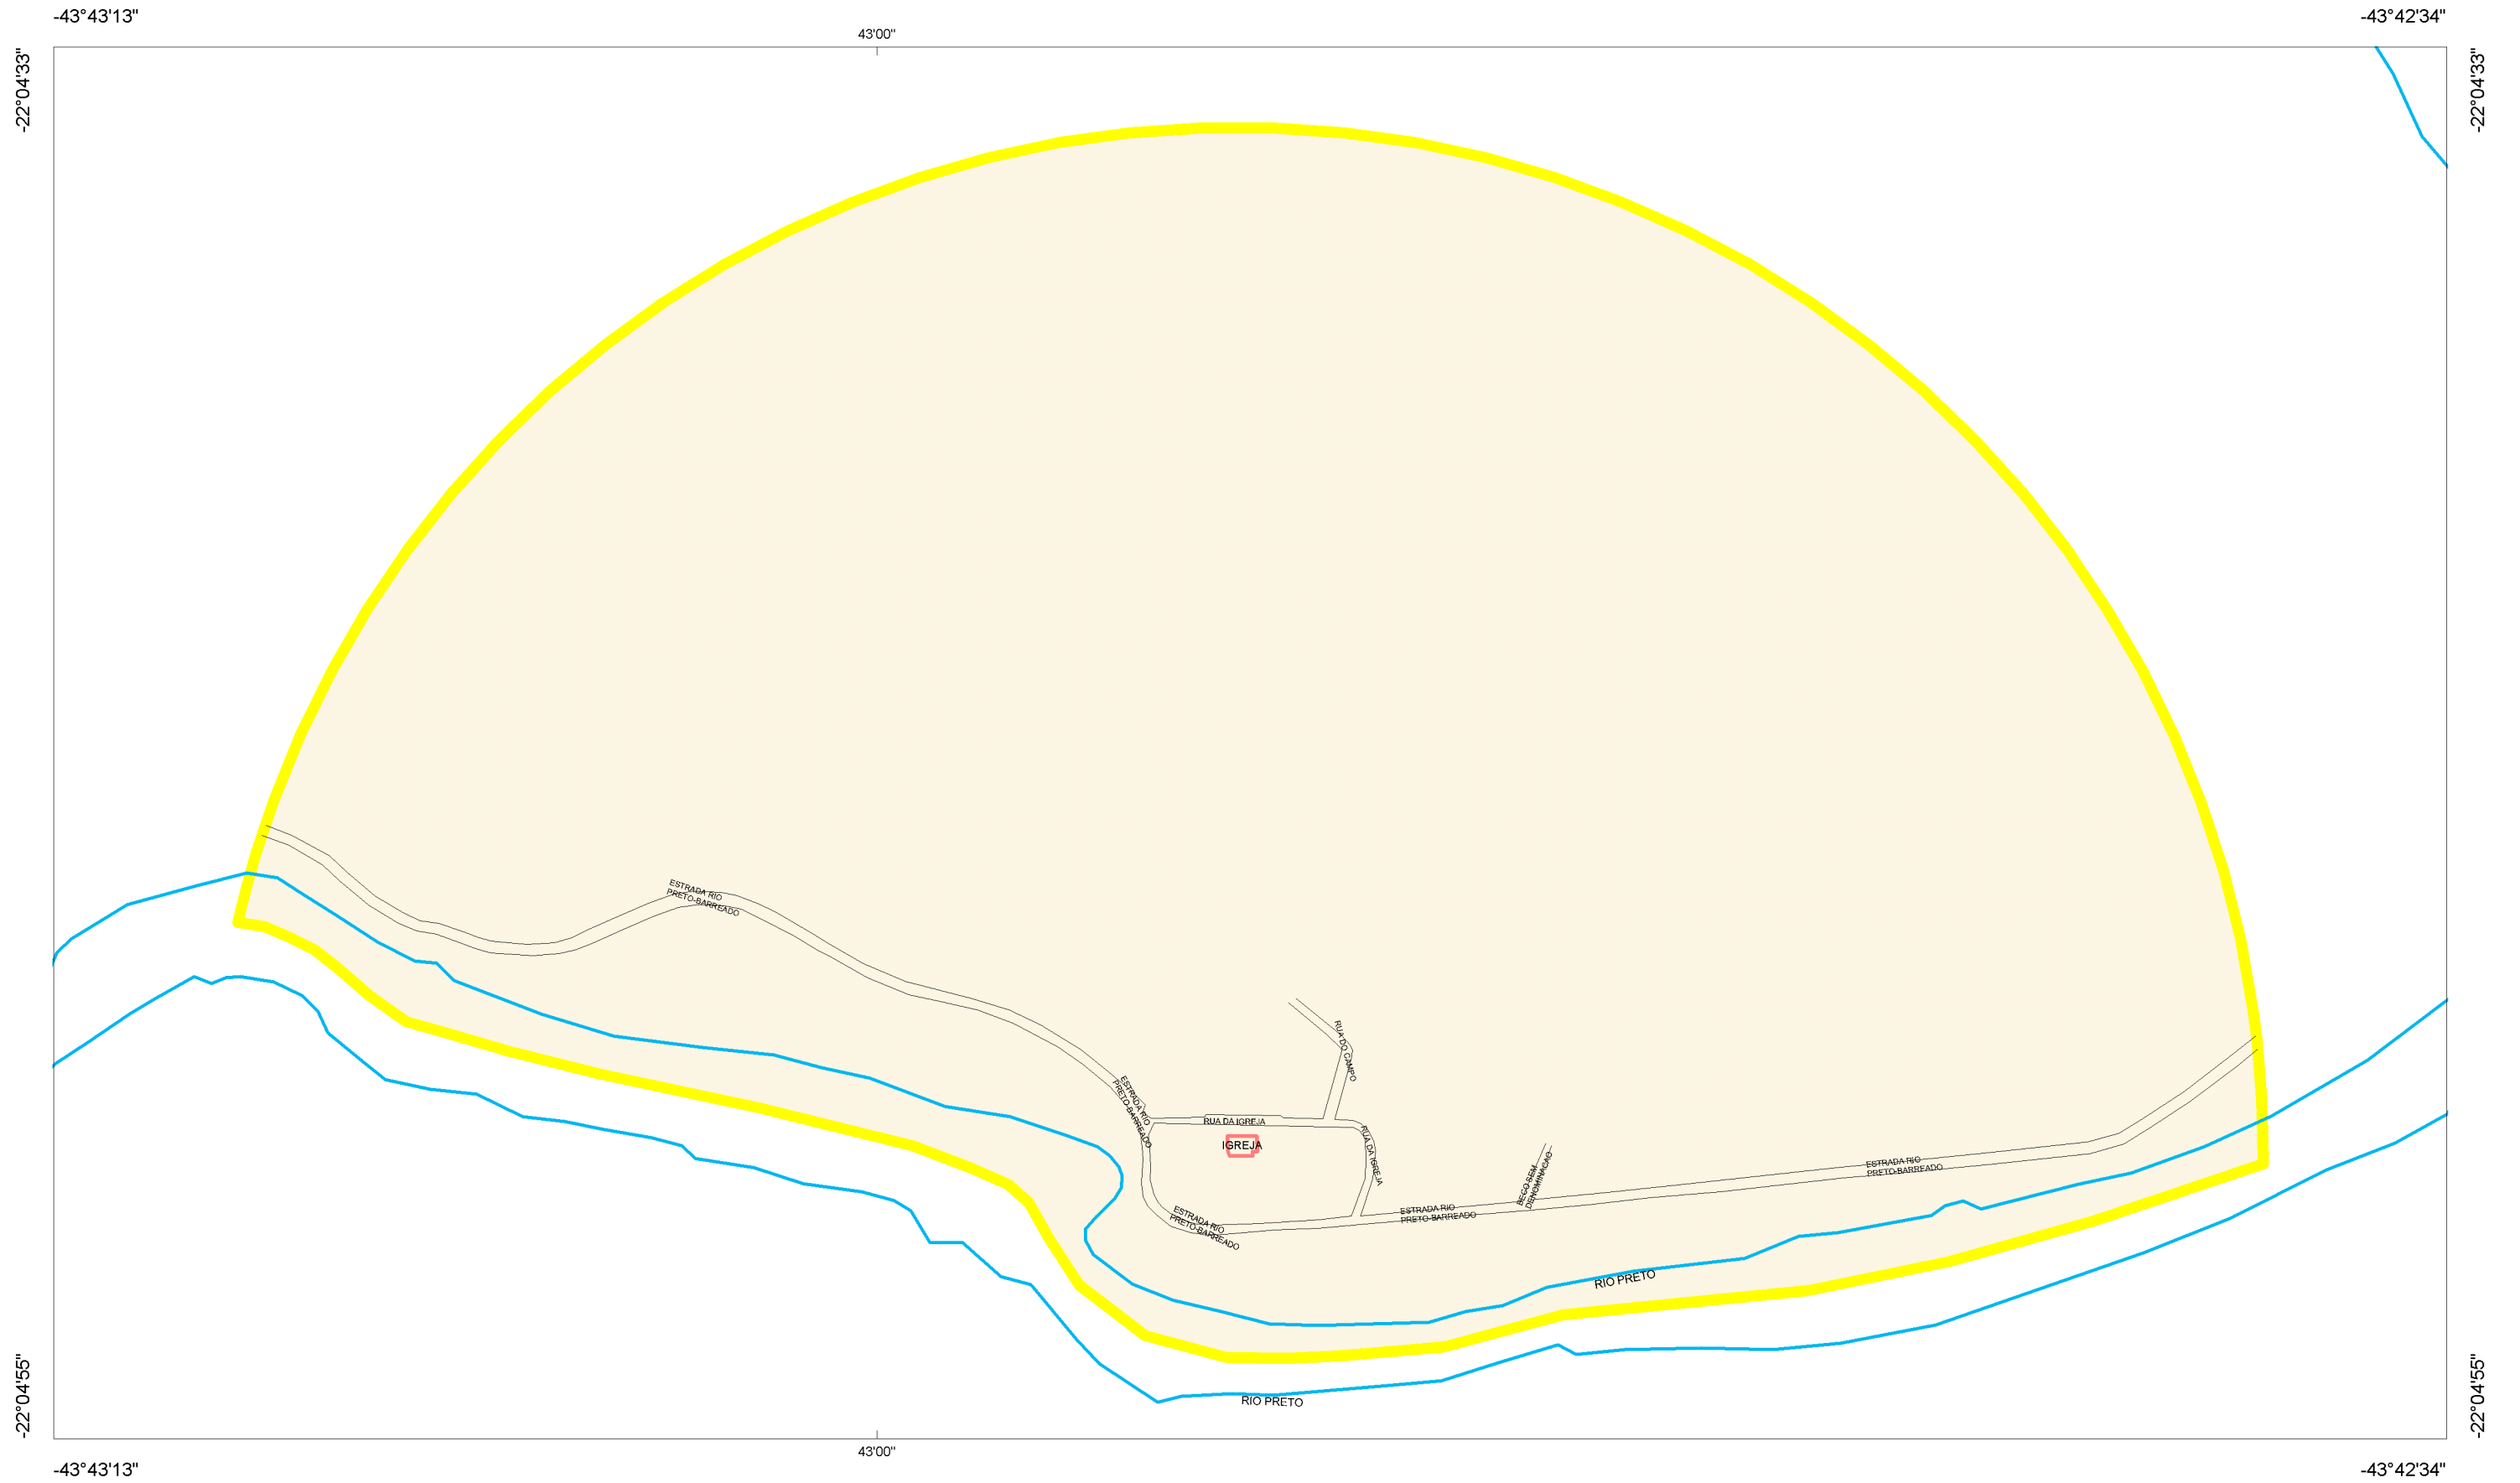 -43°43'13"
-43°42'34"
43'00"
-22°04'33"
-22°04'33"
ESTRADA RIO
PRETO-BARREADO
RUA DO CAMPO
ESTRADA RIO
PRETO-BARREADO
RUA DA IGREJA
IGREJA
RUA DA IGREJA
BECO SEM
DENOMINACAO
ESTRADA RIO
PRETO-BARREADO
ESTRADA RIO
PRETO-BARREADO
ESTRADA RIO
PRETO-BARREADO
RIO PRETO
RIO PRETO
-22°04'55"
-22°04'55"
43'00"
-43°43'13"
-43°42'34"